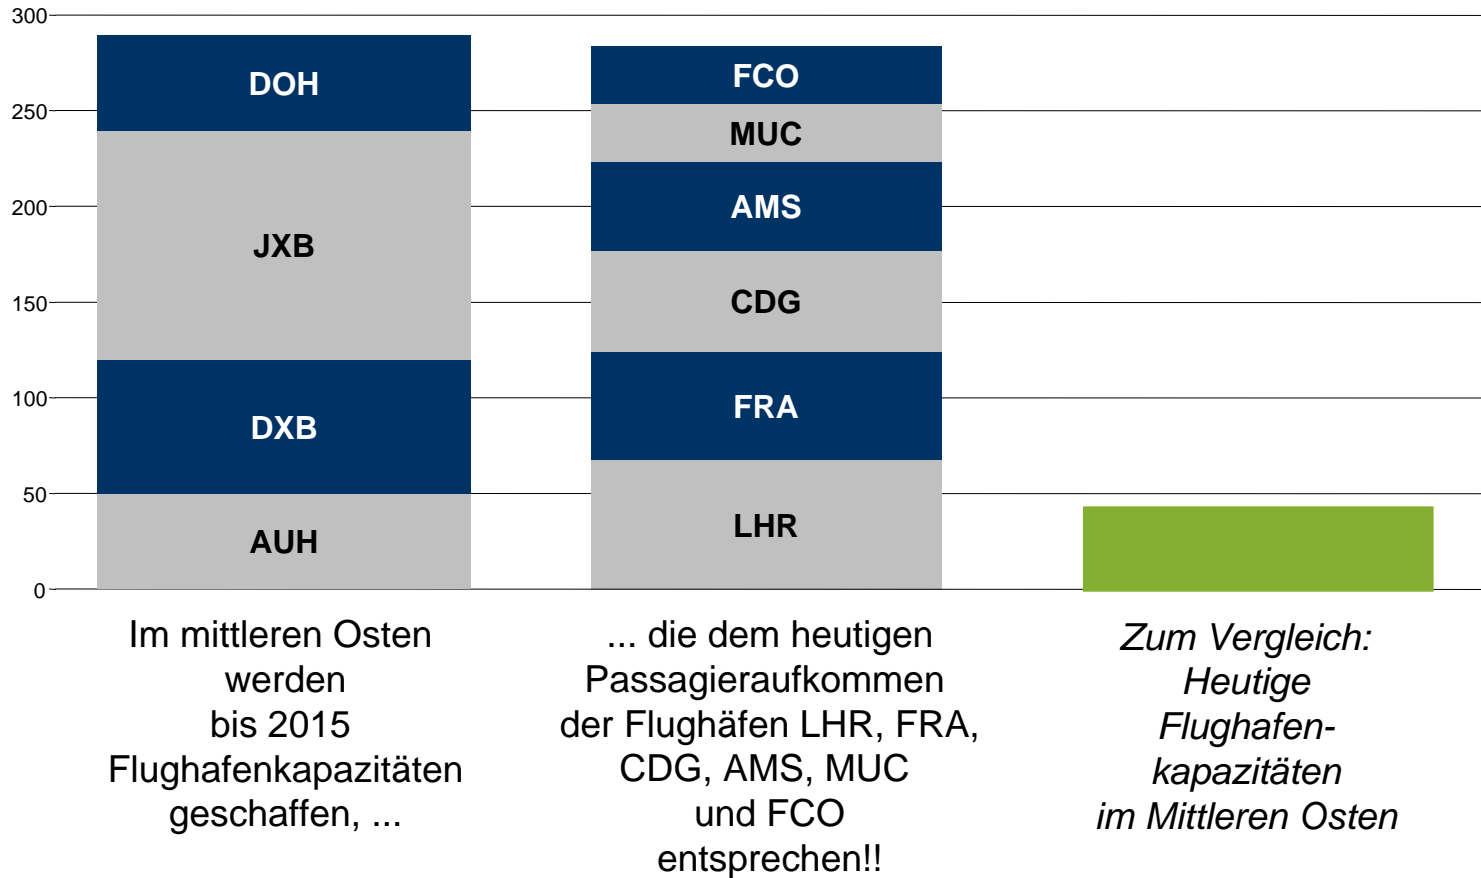 300
250
200
150
100
50
0
DOH
JXB
DXB
AUH
FCO
MUC
AMS
CDG
FRA
LHR
Im mittleren Osten
werden
bis 2015
Flughafenkapazitäten
geschaffen, ...
... die dem heutigen
Passagieraufkommen
der Flughäfen LHR, FRA,
CDG, AMS, MUC
und FCO
entsprechen!!
Zum Vergleich:
Heutige
Flughafen-
kapazitäten
im Mittleren Osten